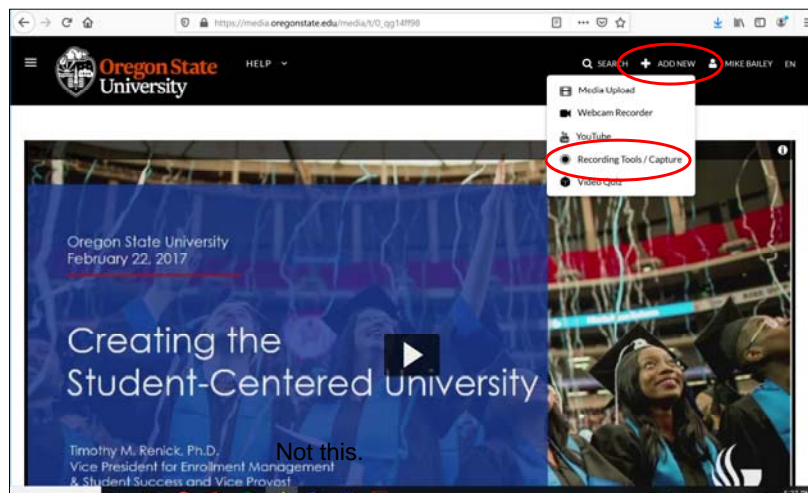 https://media.oregonstate.edu/media/t/0_qg14ff98
Oregon State
University
HELP
SEARCH
ADD NEW
MIKE BAILEY
EN
Media Upload
Webcam Recorder
YouTube
Recording Tools / Capture
Video Quiz
Oregon State University
February 22, 2017
Creating the
Student-Centered University
Timothy M. Renick, Ph.D.
Not this.
Vice President for Enrollment Management
& Student Success and Vice Provost